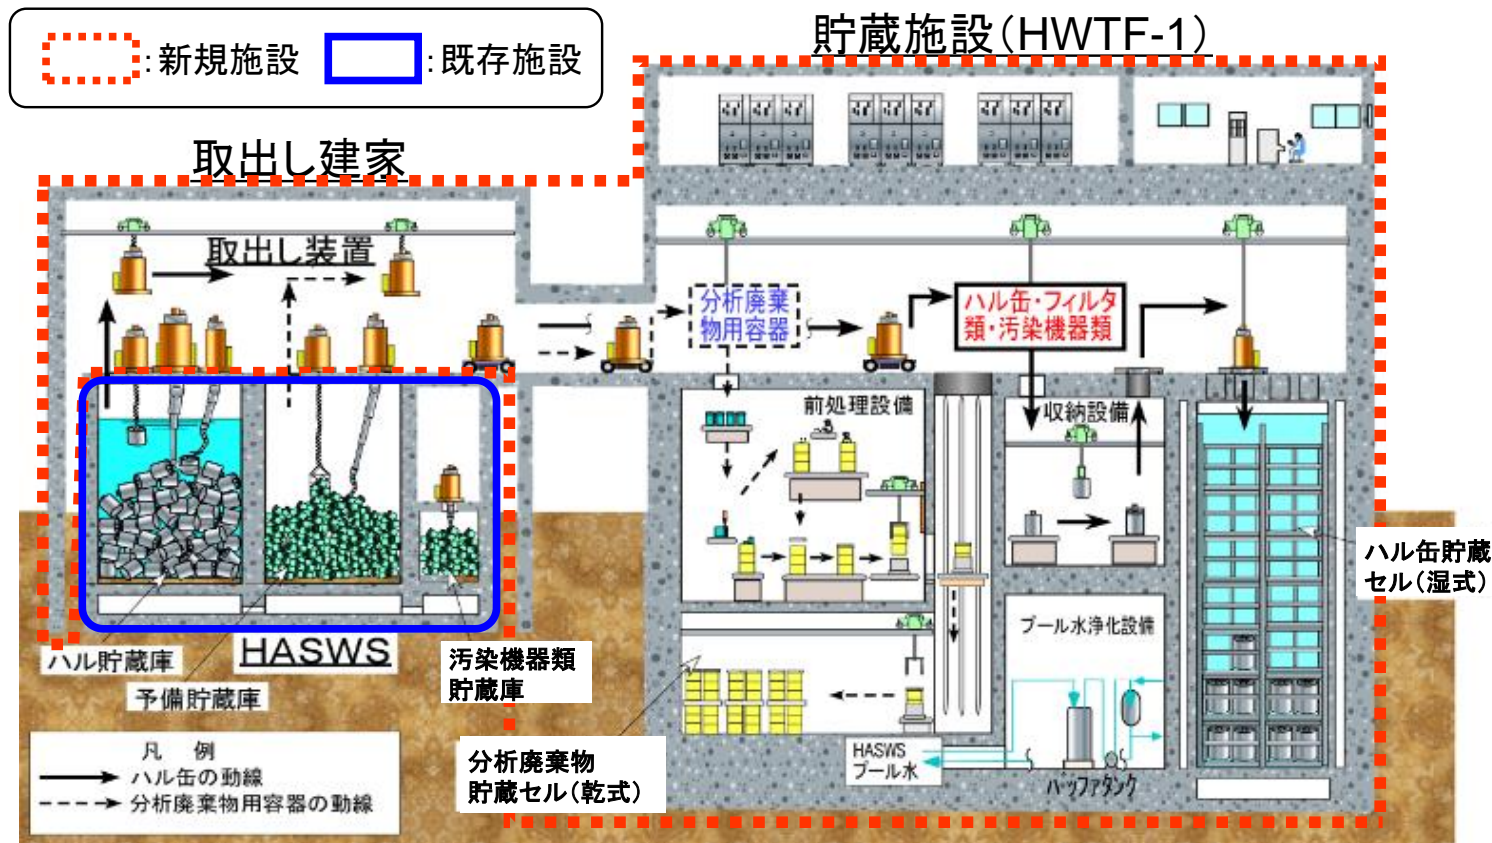 :新規施設
:既存施設
貯蔵施設(HWTF-1)
取出し建家
取出し装置
分析廃棄
物用容器
ハル缶・フィルタ
類・汚染機器類
前処理設備
収納設備
ハル缶貯蔵
セル(湿式)
プール水浄化設備
HASWS
ハル貯蔵庫
予備貯蔵庫
汚染機器類
貯蔵庫
分析廃棄物
貯蔵セル(乾式)
HASWS
プール水
バッファタンク
凡 例
ハル缶の動線
分析廃棄物用容器の動線